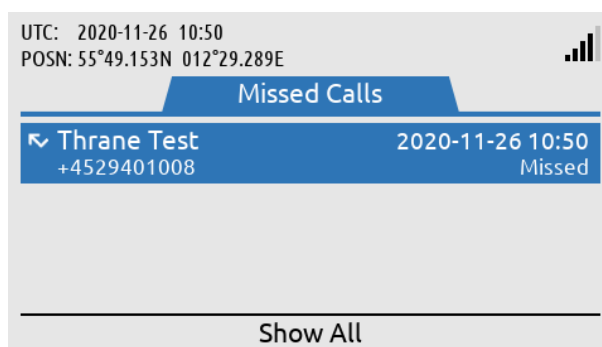 UTC: 2020-11-26 10:50
POSN: 55°49.153N 012°29.289E
Missed Calls
Thrane Test 2020-11-26 10:50
+4529401008 Missed
Show All